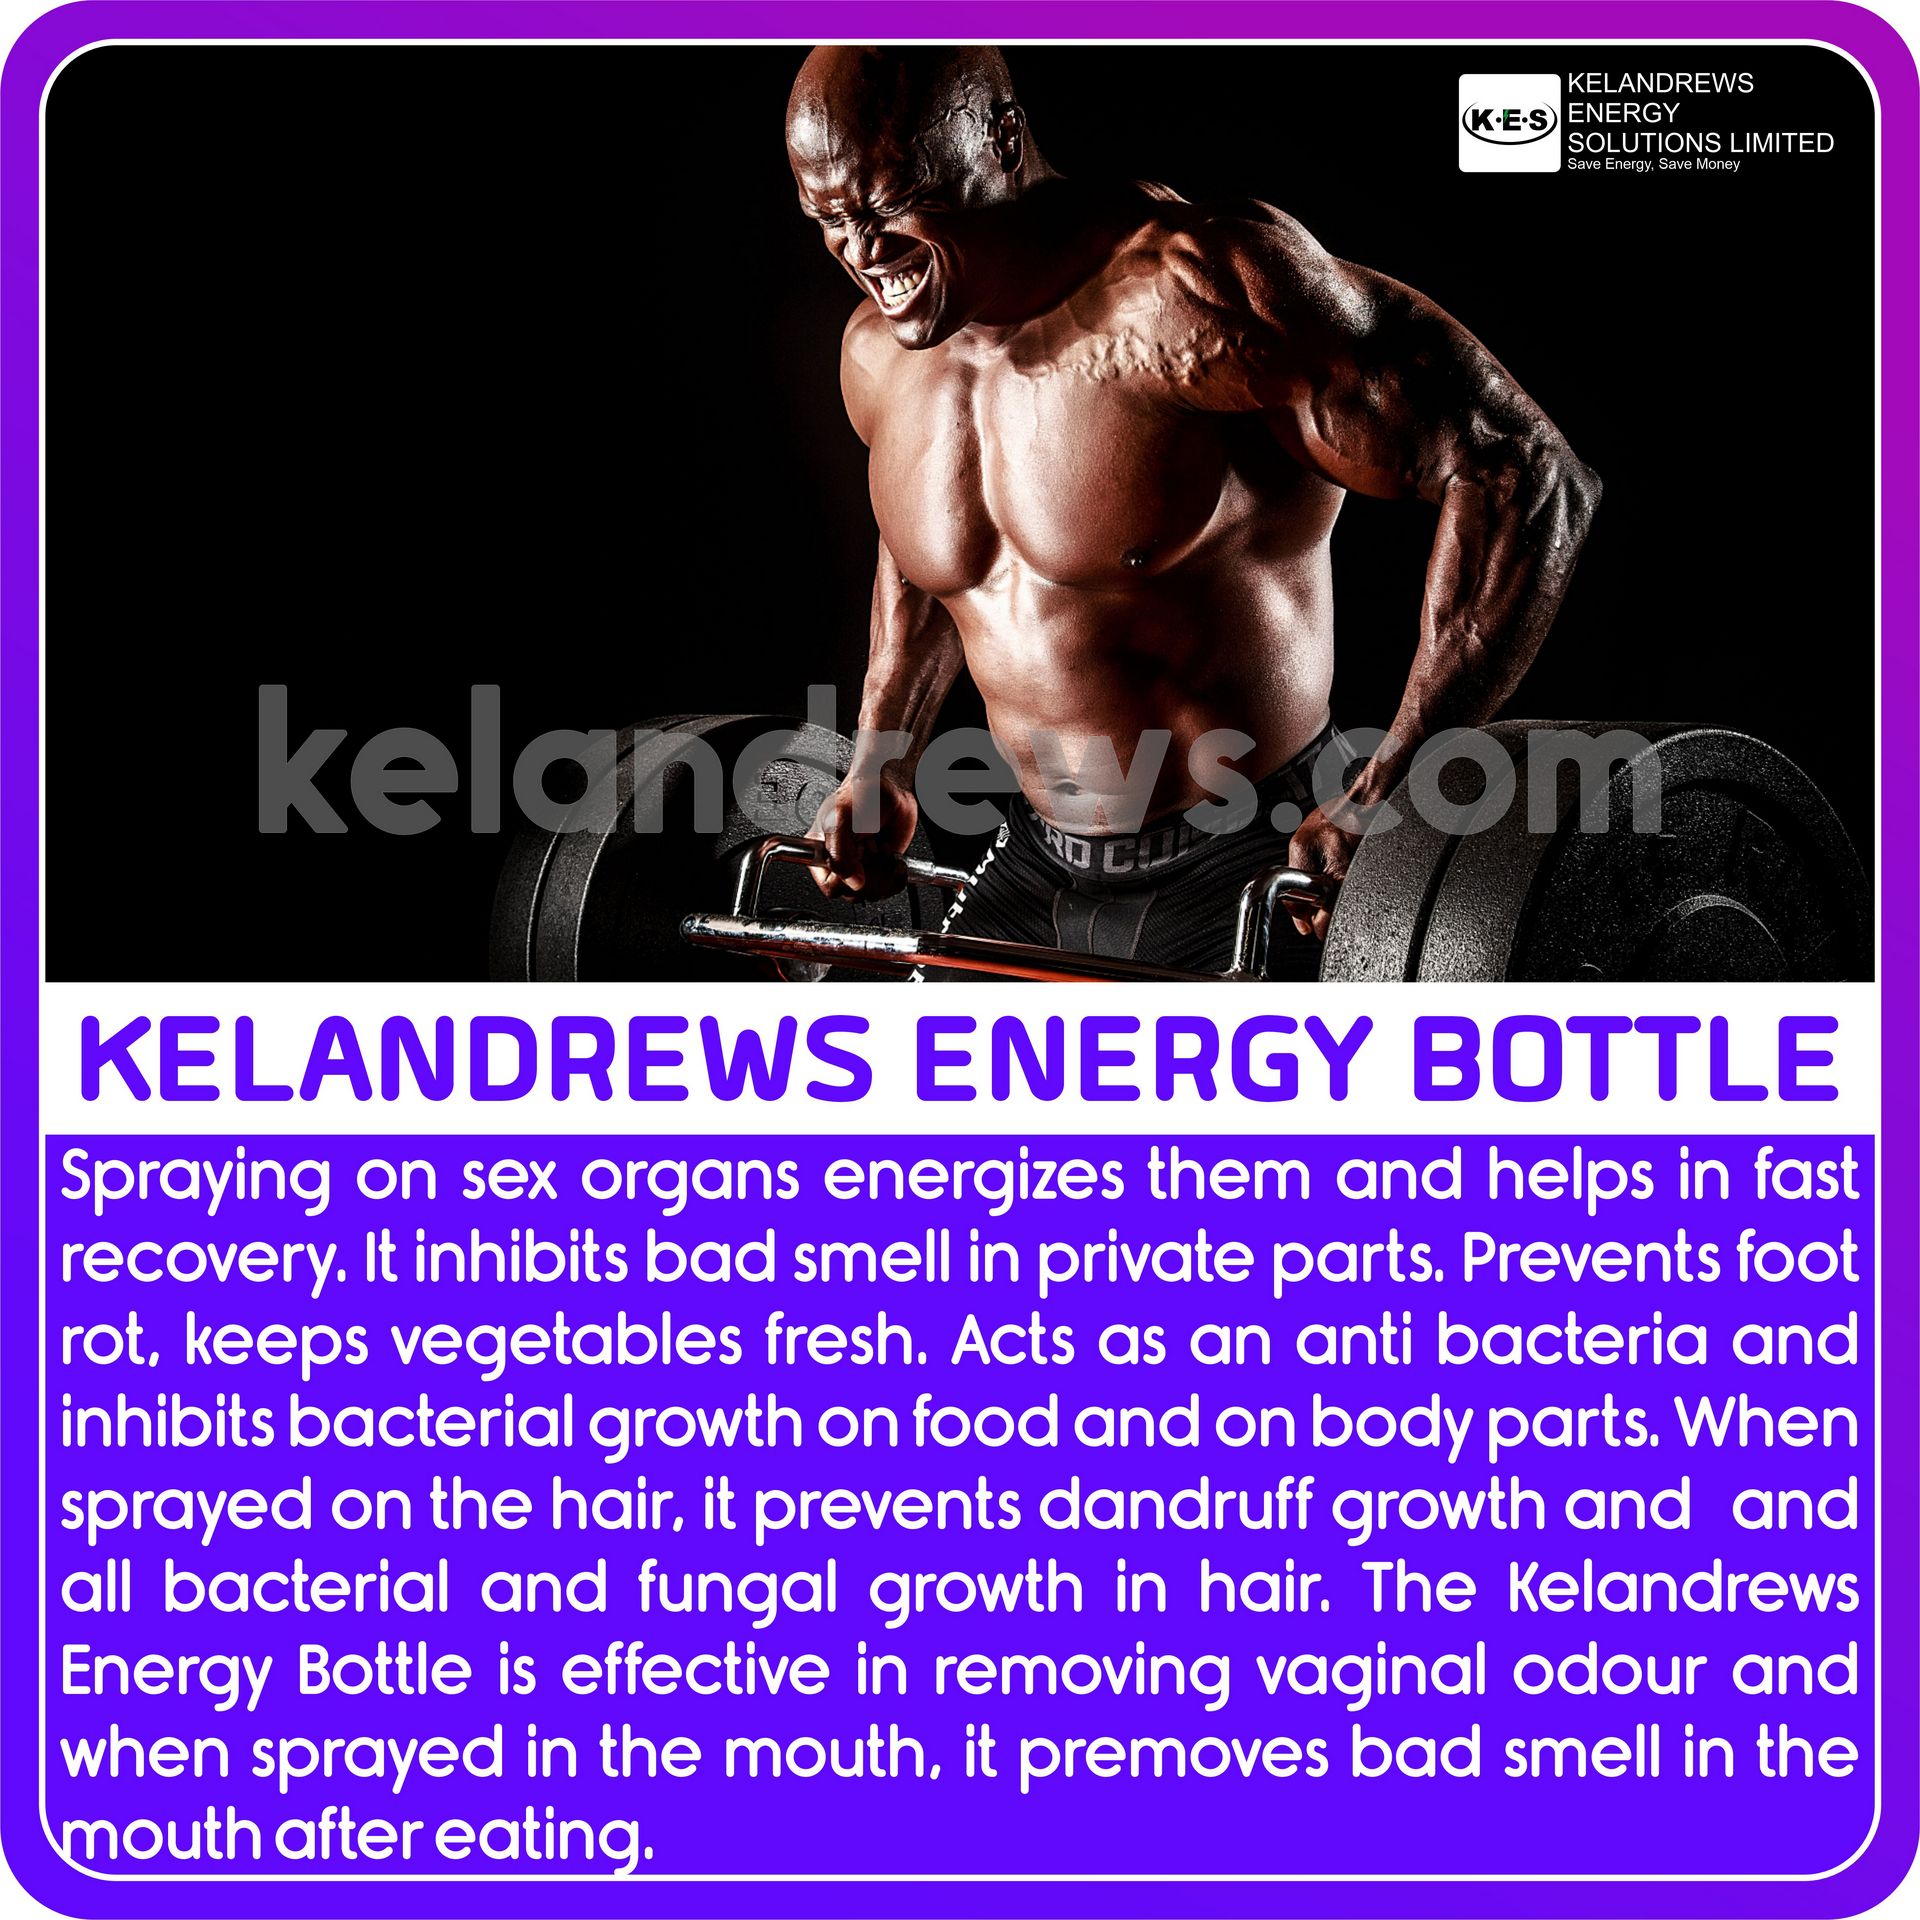 K·E·S
KELANDREWS
ENERGY
SOLUTIONS LIMITED
Save Energy, Save Money
kelandrews.com
KELANDREWS ENERGY BOTTLE
Spraying on sex organs energizes them and helps in fast
recovery. It inhibits bad smell in private parts. Prevents foot
rot, keeps vegetables fresh. Acts as an anti bacteria and
inhibits bacterial growth on food and on body parts. When
sprayed on the hair, it prevents dandruff growth and and
all bacterial and fungal growth in hair. The Kelandrews
Energy Bottle is effective in removing vaginal odour and
when sprayed in the mouth, it premoves bad smell in the
mouth after eating.